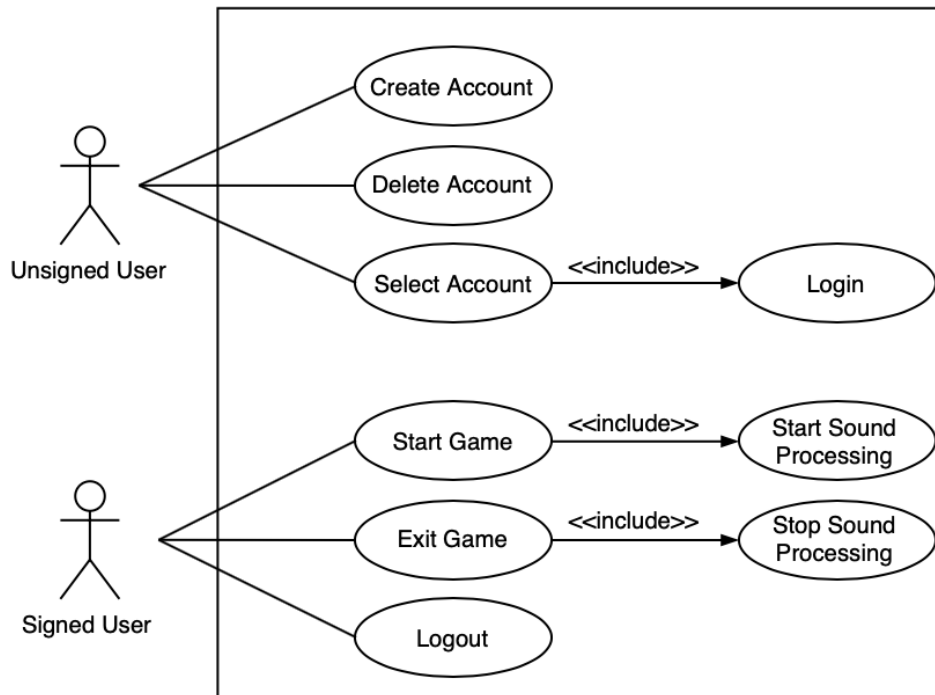 Create Account
Delete Account
Unsigned User
Select Account
<<include>>
Login
Start Game
<<include>>
Start Sound
Processing
Exit Game
<<include>>
Stop Sound
Processing
Signed User
Logout